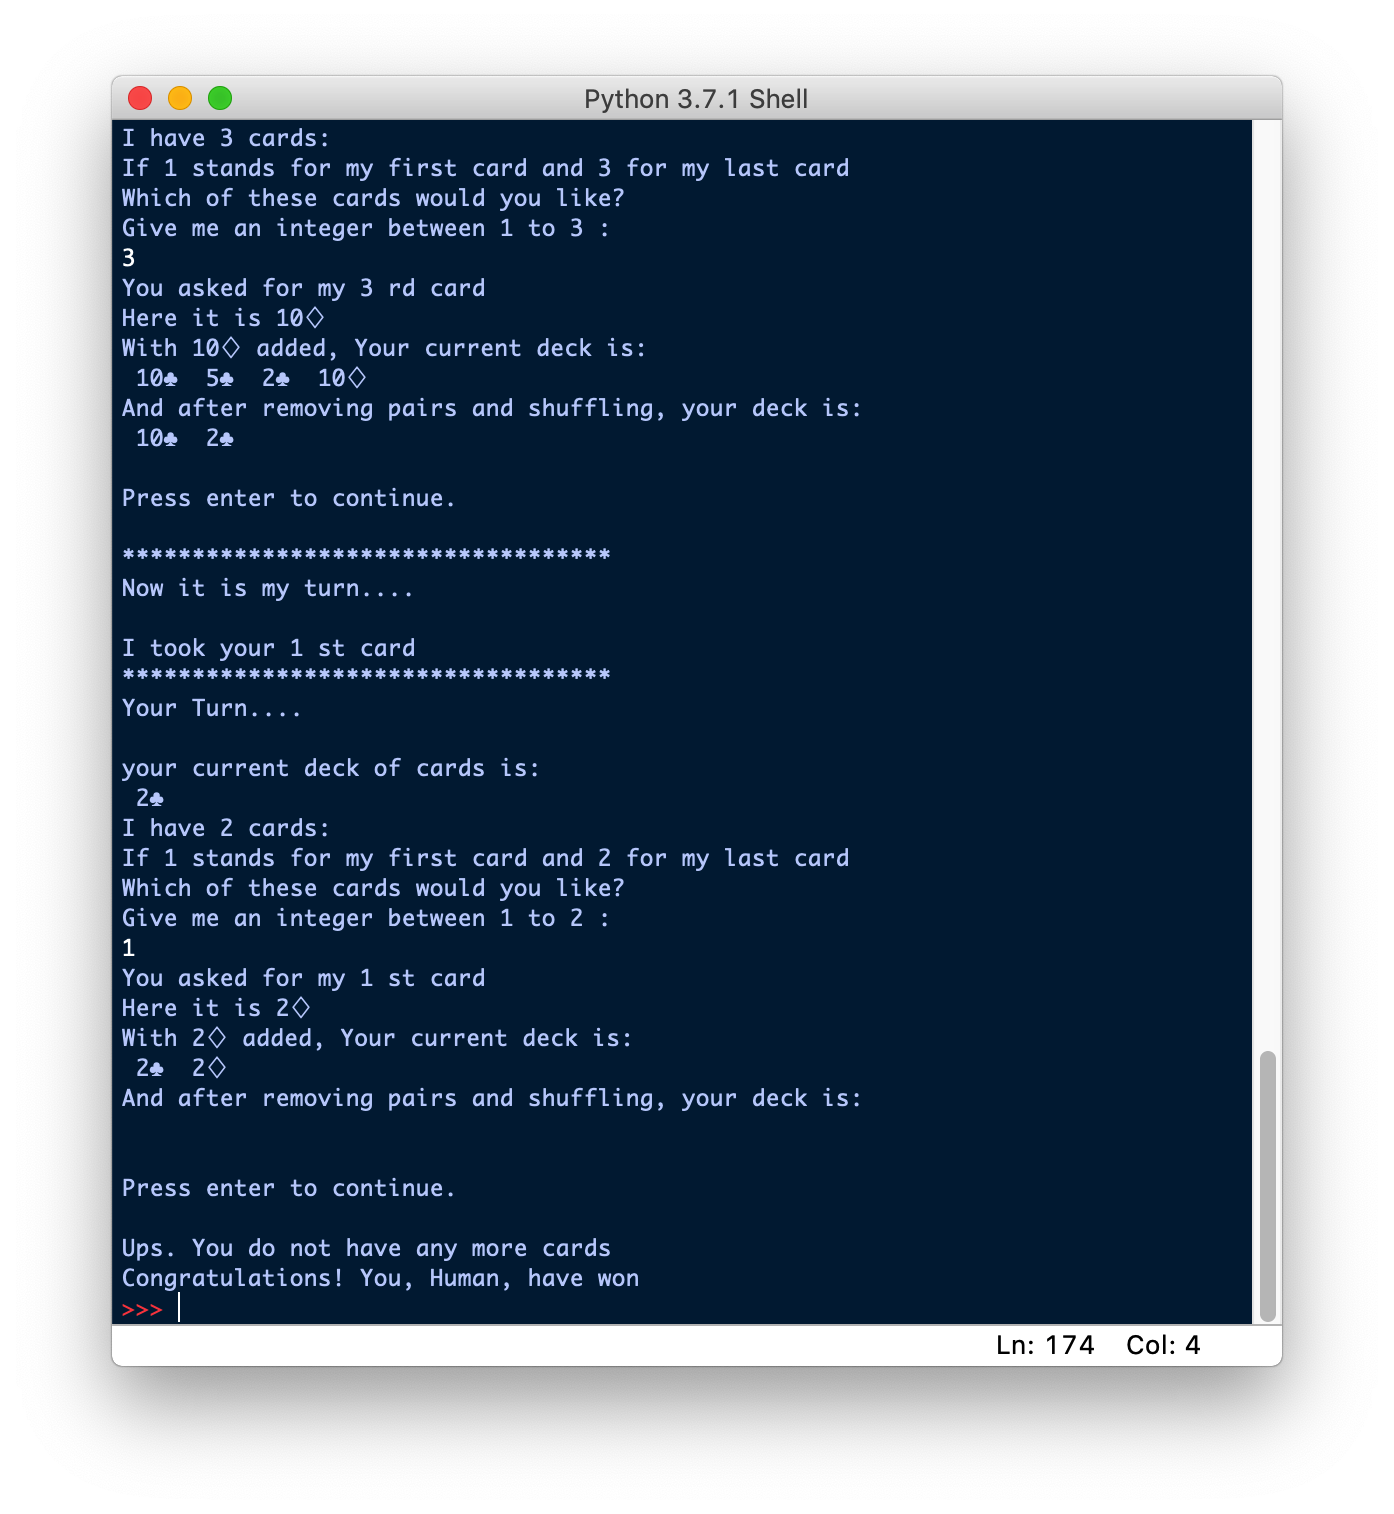 Python 3.7.1 Shell
I have 3 cards:
If 1 stands for my first card and 3 for my last card
Which of these cards would you like?
Give me an integer between 1 to 3 :
3
You asked for my 3 rd card
Here it is 10♢
With 10♢ added, Your current deck is:
 10♣  5♣  2♣  10♢
And after removing pairs and shuffling, your deck is:
 10♣  2♣
Press enter to continue.
***********************************
Now it is my turn....
I took your 1 st card
***********************************
Your Turn....
your current deck of cards is:
 2♣
I have 2 cards:
If 1 stands for my first card and 2 for my last card
Which of these cards would you like?
Give me an integer between 1 to 2 :
1
You asked for my 1 st card
Here it is 2♢
With 2♢ added, Your current deck is:
 2♣  2♢
And after removing pairs and shuffling, your deck is:
Press enter to continue.
Ups. You do not have any more cards
Congratulations! You, Human, have won
>>>
Ln: 174  Col: 4